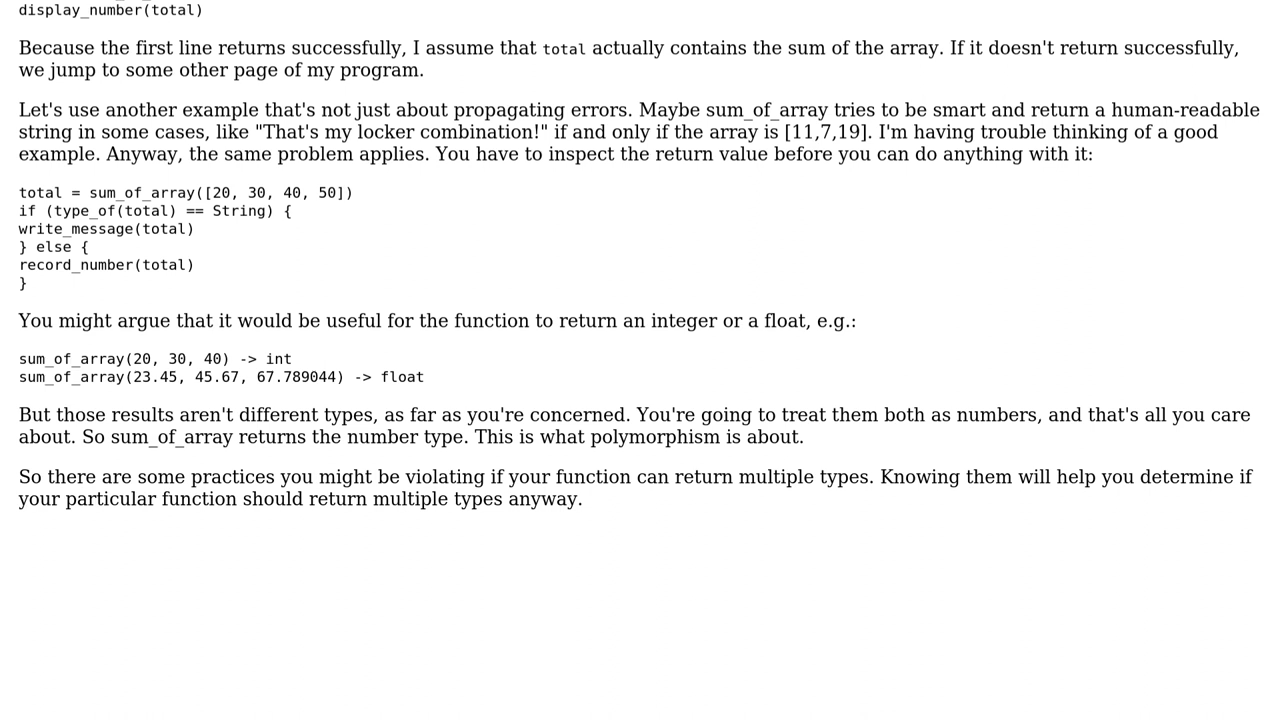 display_number(total)
Because the first line returns successfully, I assume that total actually contains the sum of the array. If it doesn't return successfully,
we jump to some other page of my program.
Let's use another example that's not just about propagating errors. Maybe sum_of_array tries to be smart and return a human-readable
string in some cases, like "That's my locker combination!" if and only if the array is [11,7,19]. I'm having trouble thinking of a good
example. Anyway, the same problem applies. You have to inspect the return value before you can do anything with it:
total = sum_of_array([20, 30, 40, 50])
if (type_of(total) == String) {
write_message(total)
} else {
record_number(total)
}
You might argue that it would be useful for the function to return an integer or a float, e.g.:
sum_of_array(20, 30, 40) -> int
sum_of_array(23.45, 45.67, 67.789044) -> float
But those results aren't different types, as far as you're concerned. You're going to treat them both as numbers, and that's all you care
about. So sum_of_array returns the number type. This is what polymorphism is about.
So there are some practices you might be violating if your function can return multiple types. Knowing them will help you determine if
your particular function should return multiple types anyway.